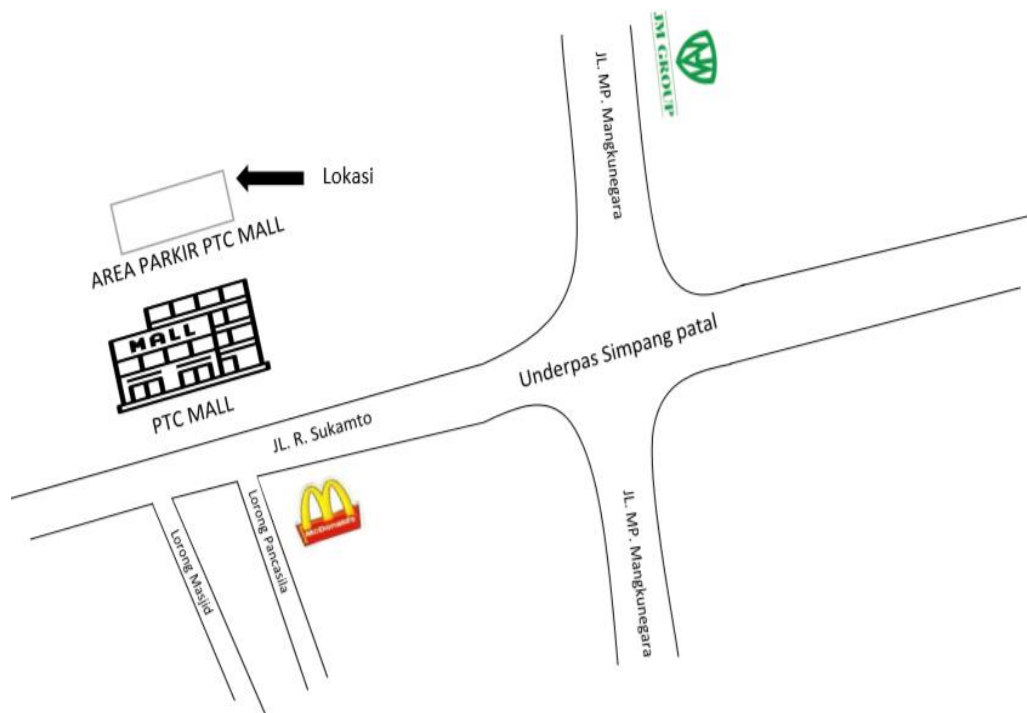 JL. MP. Mangkunegara
JM GROUP
Lokasi
AREA PARKIR PTC MALL
MALL
PTC MALL
Underpas Simpang patal
JL. R. Sukamto
McDonald's
Lorong Masjid
Lorong Pancasila
JL. MP. Mangkunegara